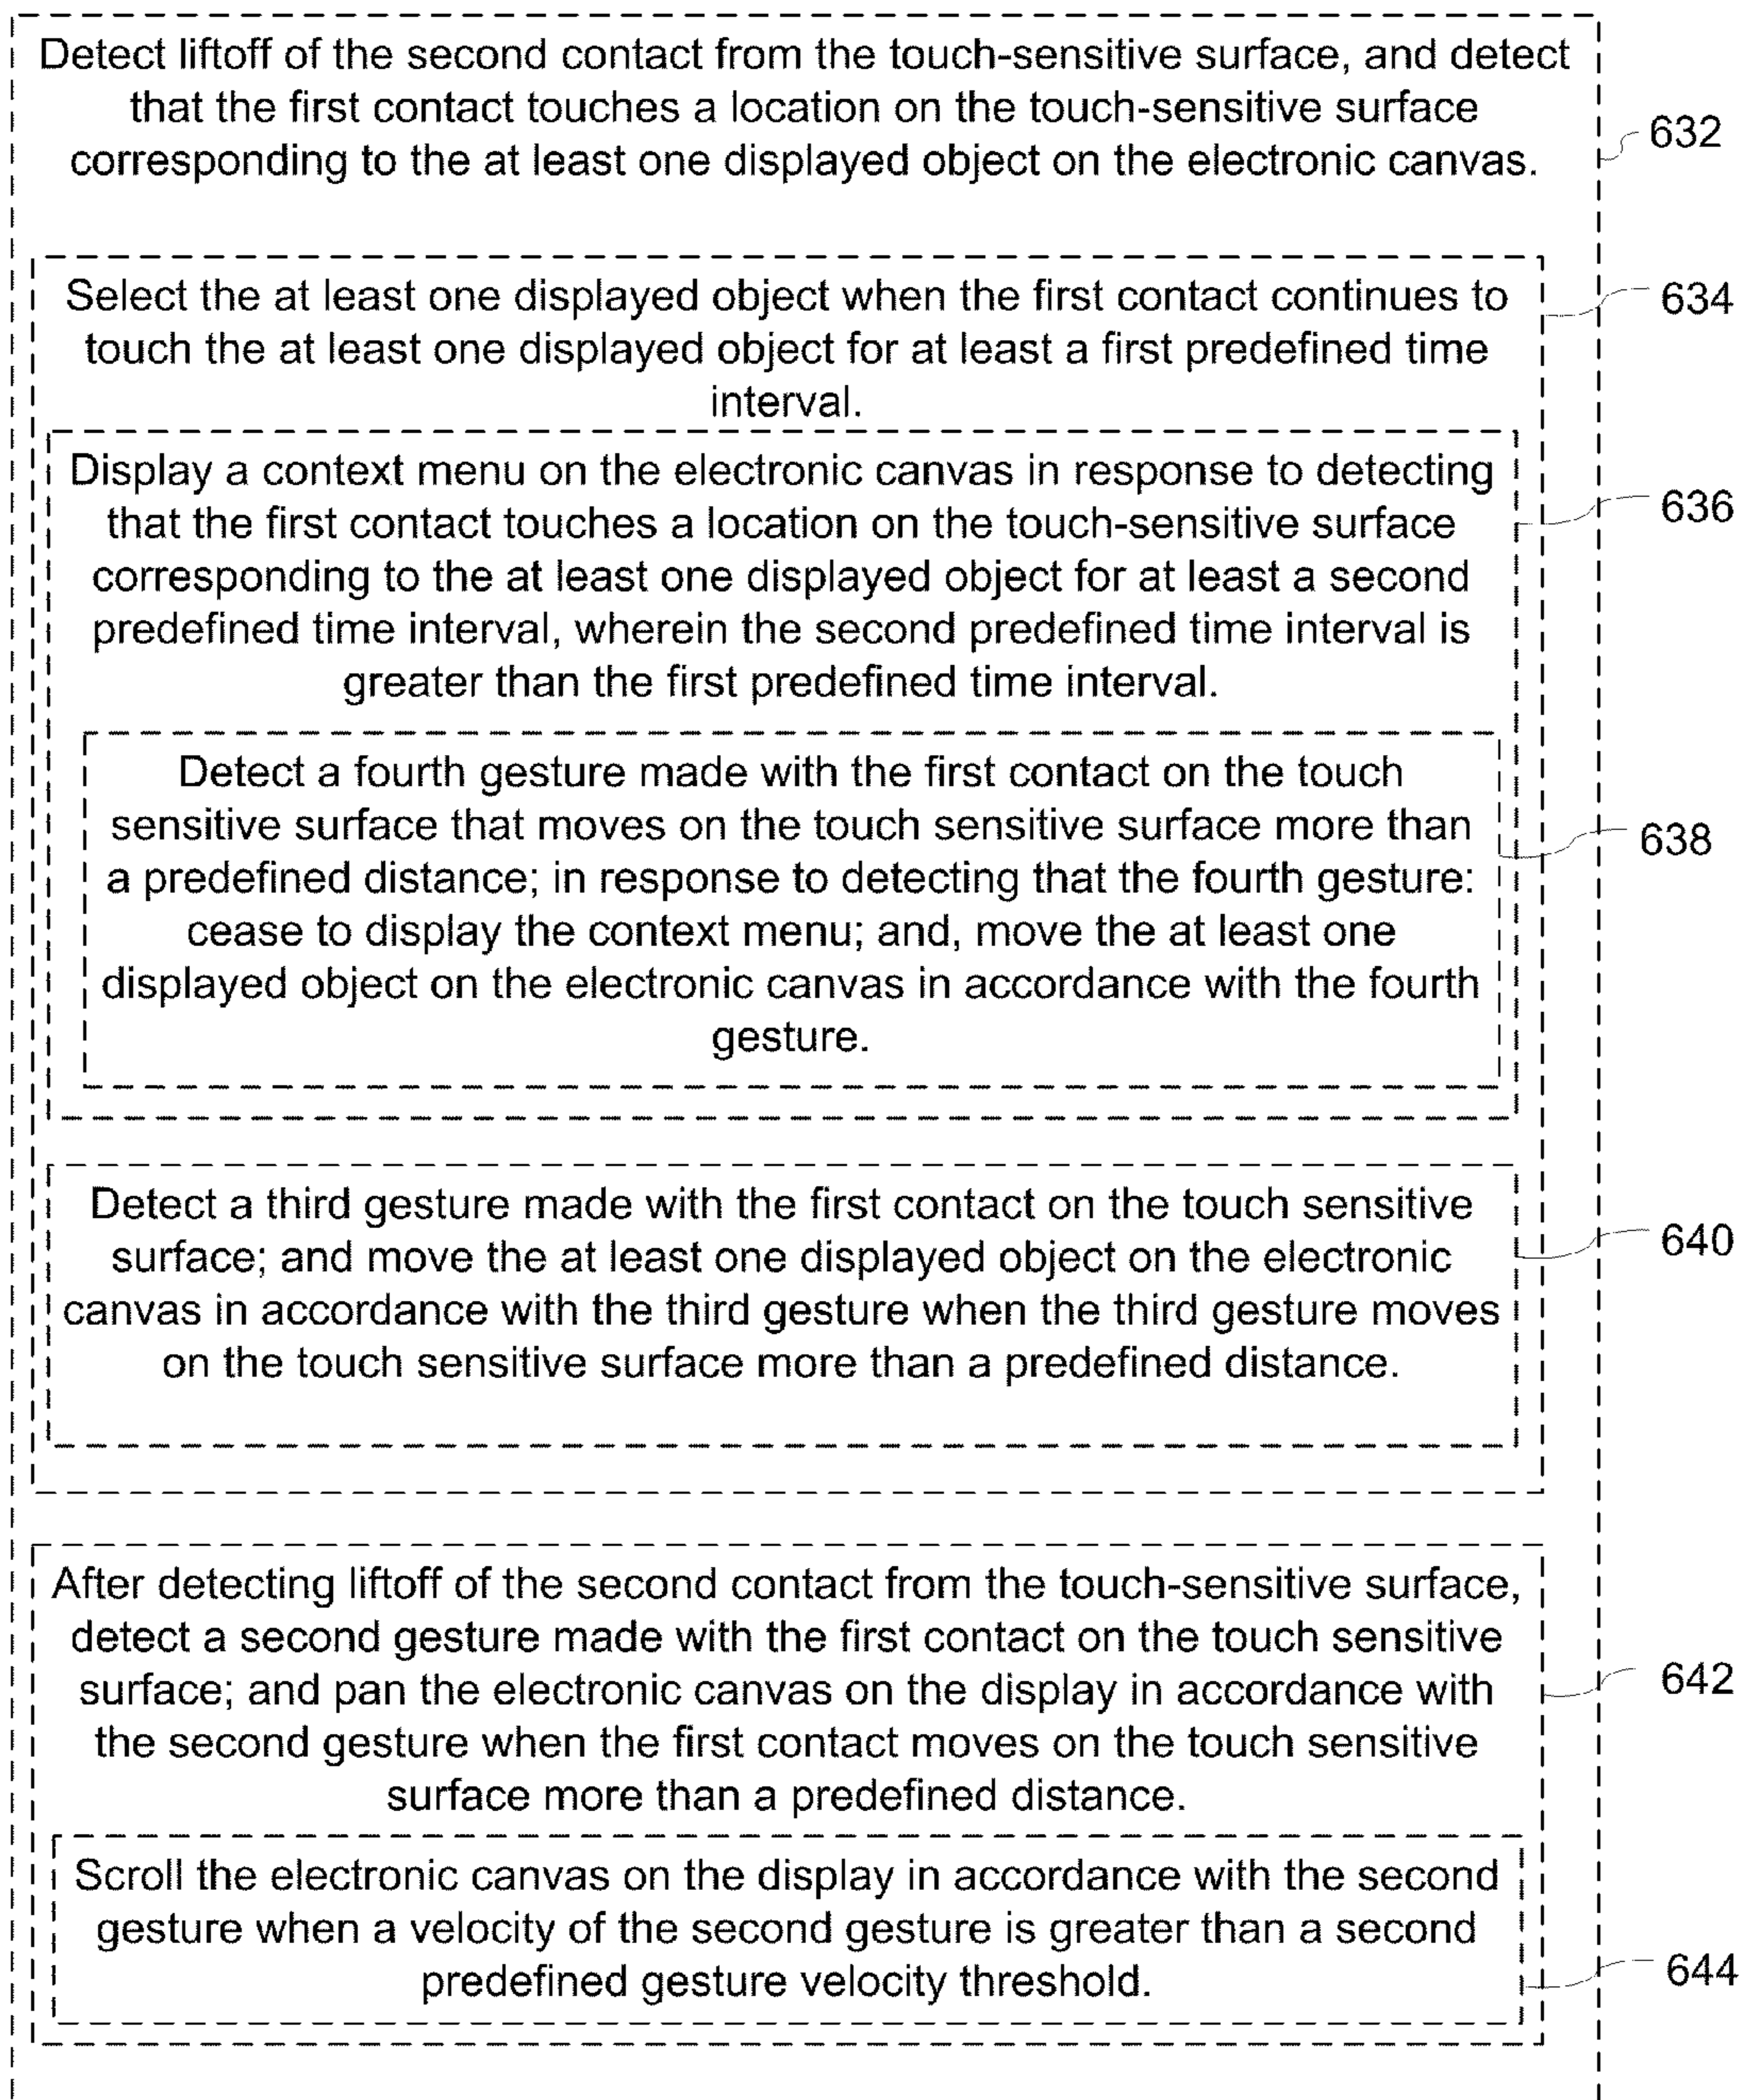 Detect liftoff of the second contact from the touch-sensitive surface, and detect
that the first contact touches a location on the touch-sensitive surface
corresponding to the at least one displayed object on the electronic canvas.
632
Select the at least one displayed object when the first contact continues to
touch the at least one displayed object for at least a first predefined time
interval.
634
Display a context menu on the electronic canvas in response to detecting
that the first contact touches a location on the touch-sensitive surface
corresponding to the at least one displayed object for at least a second
predefined time interval, wherein the second predefined time interval is
greater than the first predefined time interval.
636
Detect a fourth gesture made with the first contact on the touch
sensitive surface that moves on the touch sensitive surface more than
a predefined distance; in response to detecting that the fourth gesture:
cease to display the context menu; and, move the at least one
displayed object on the electronic canvas in accordance with the fourth
gesture.
638
Detect a third gesture made with the first contact on the touch sensitive
surface; and move the at least one displayed object on the electronic
canvas in accordance with the third gesture when the third gesture moves
on the touch sensitive surface more than a predefined distance.
640
After detecting liftoff of the second contact from the touch-sensitive surface,
detect a second gesture made with the first contact on the touch sensitive
surface; and pan the electronic canvas on the display in accordance with
the second gesture when the first contact moves on the touch sensitive
surface more than a predefined distance.
642
Scroll the electronic canvas on the display in accordance with the second
gesture when a velocity of the second gesture is greater than a second
predefined gesture velocity threshold.
644